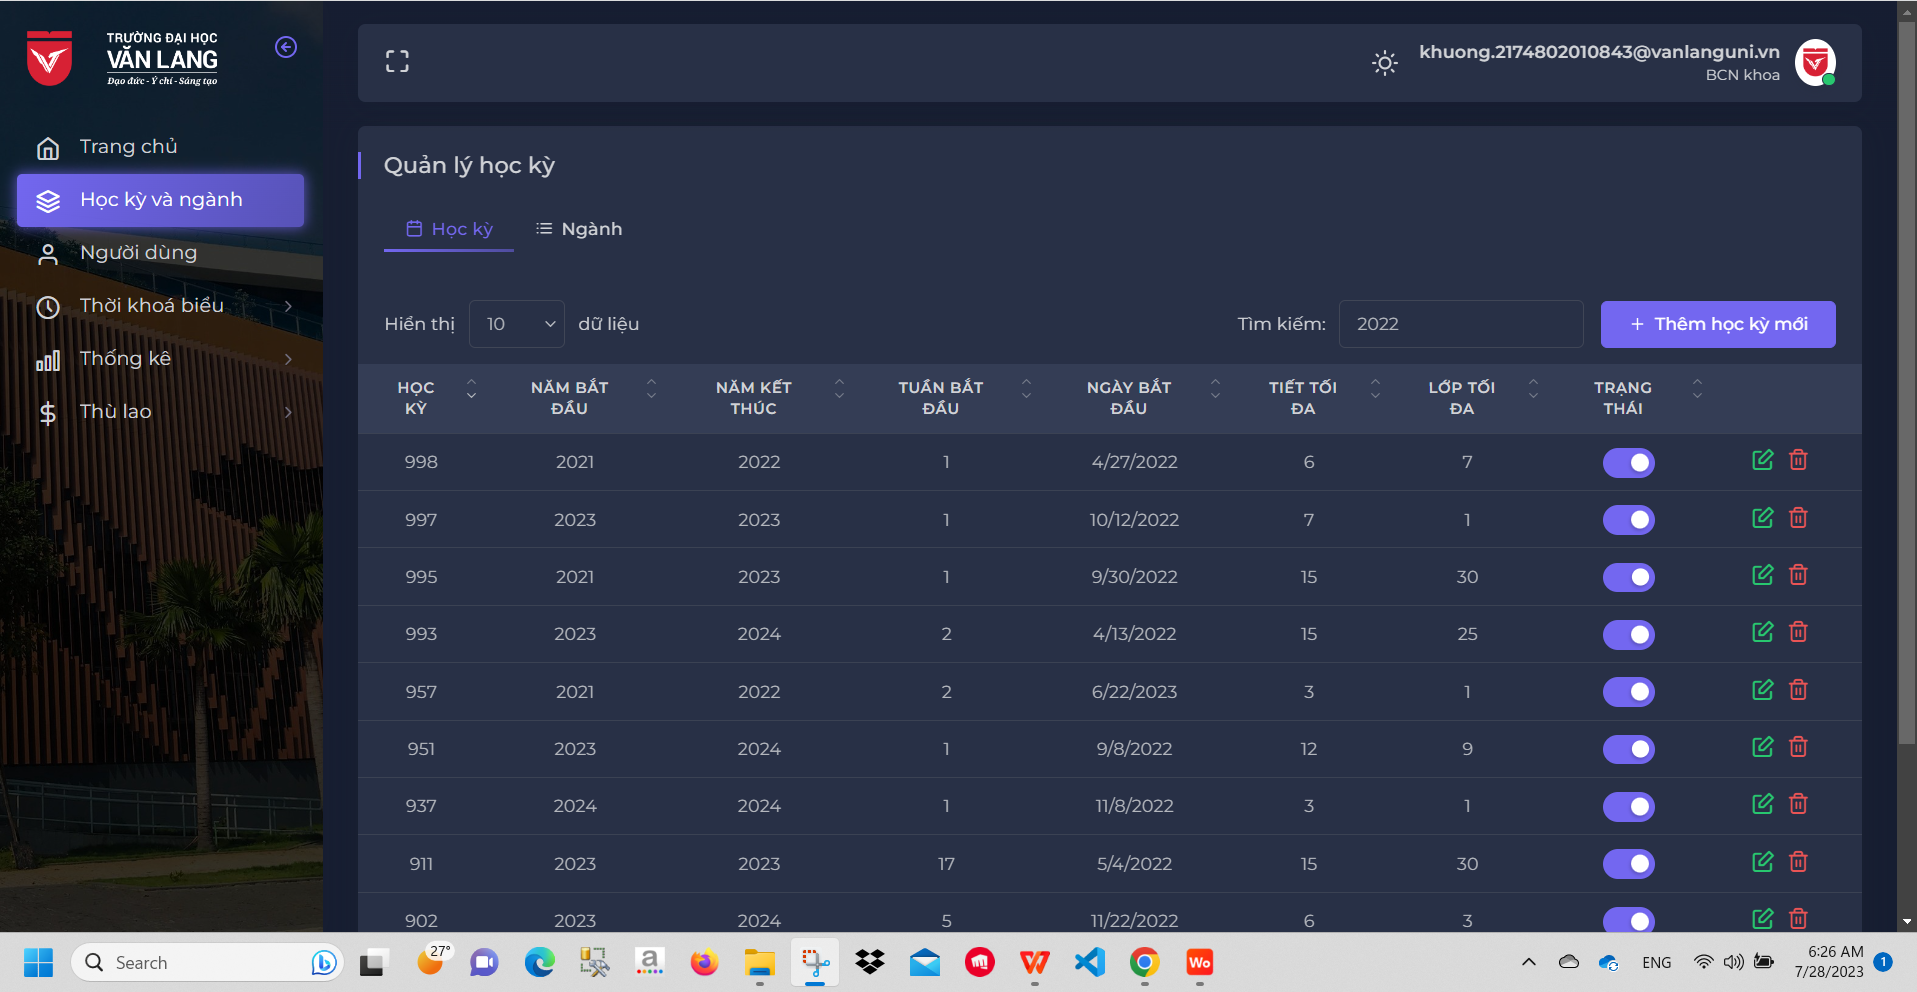 TRƯỜNG ĐẠI HỌC
VĂN LANG
Đạo đức - Ý chí - Sáng tạo
khuong.2174802010843@vanlanguni.vn
BCN khoa
Trang chủ
Học kỳ và ngành
Người dùng
Thời khoá biểu
Thống kê
Thù lao
Quản lý học kỳ
Học kỳ Ngành
Hiển thị 10 dữ liệu Tìm kiếm: 2022 + Thêm học kỳ mới
HỌC KỲ NĂM BẮT ĐẦU NĂM KẾT THÚC TUẦN BẮT ĐẦU NGÀY BẮT ĐẦU TIẾT TỐI ĐA LỚP TỐI ĐA TRẠNG THÁI
998 2021 2022 1 4/27/2022 6 7
997 2023 2023 1 10/12/2022 7 1
995 2021 2023 1 9/30/2022 15 30
993 2023 2024 2 4/13/2022 15 25
957 2021 2022 2 6/22/2023 3 1
951 2023 2024 1 9/8/2022 12 9
937 2024 2024 1 11/8/2022 3 1
911 2023 2023 17 5/4/2022 15 30
902 2023 2024 5 11/22/2022 6 3
Search
27°
a
Wo
ENG
6:26 AM
7/28/2023
1